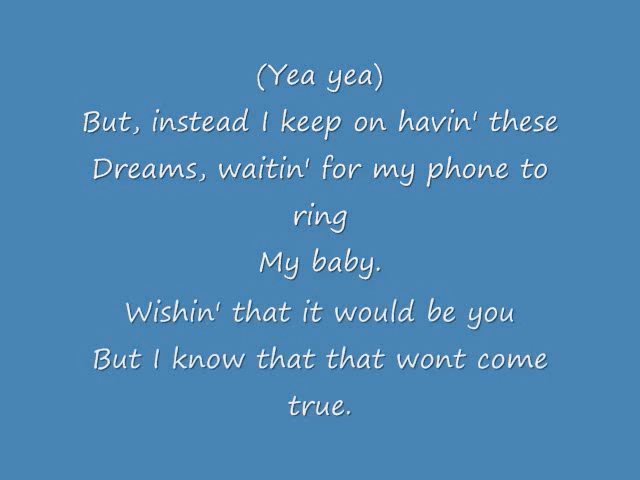 (Yea yea)
But, instead I keep on havin' these
Dreams, waitin' for my phone to
ring
My baby.
Wishin' that it would be you
But I know that that wont come
true.